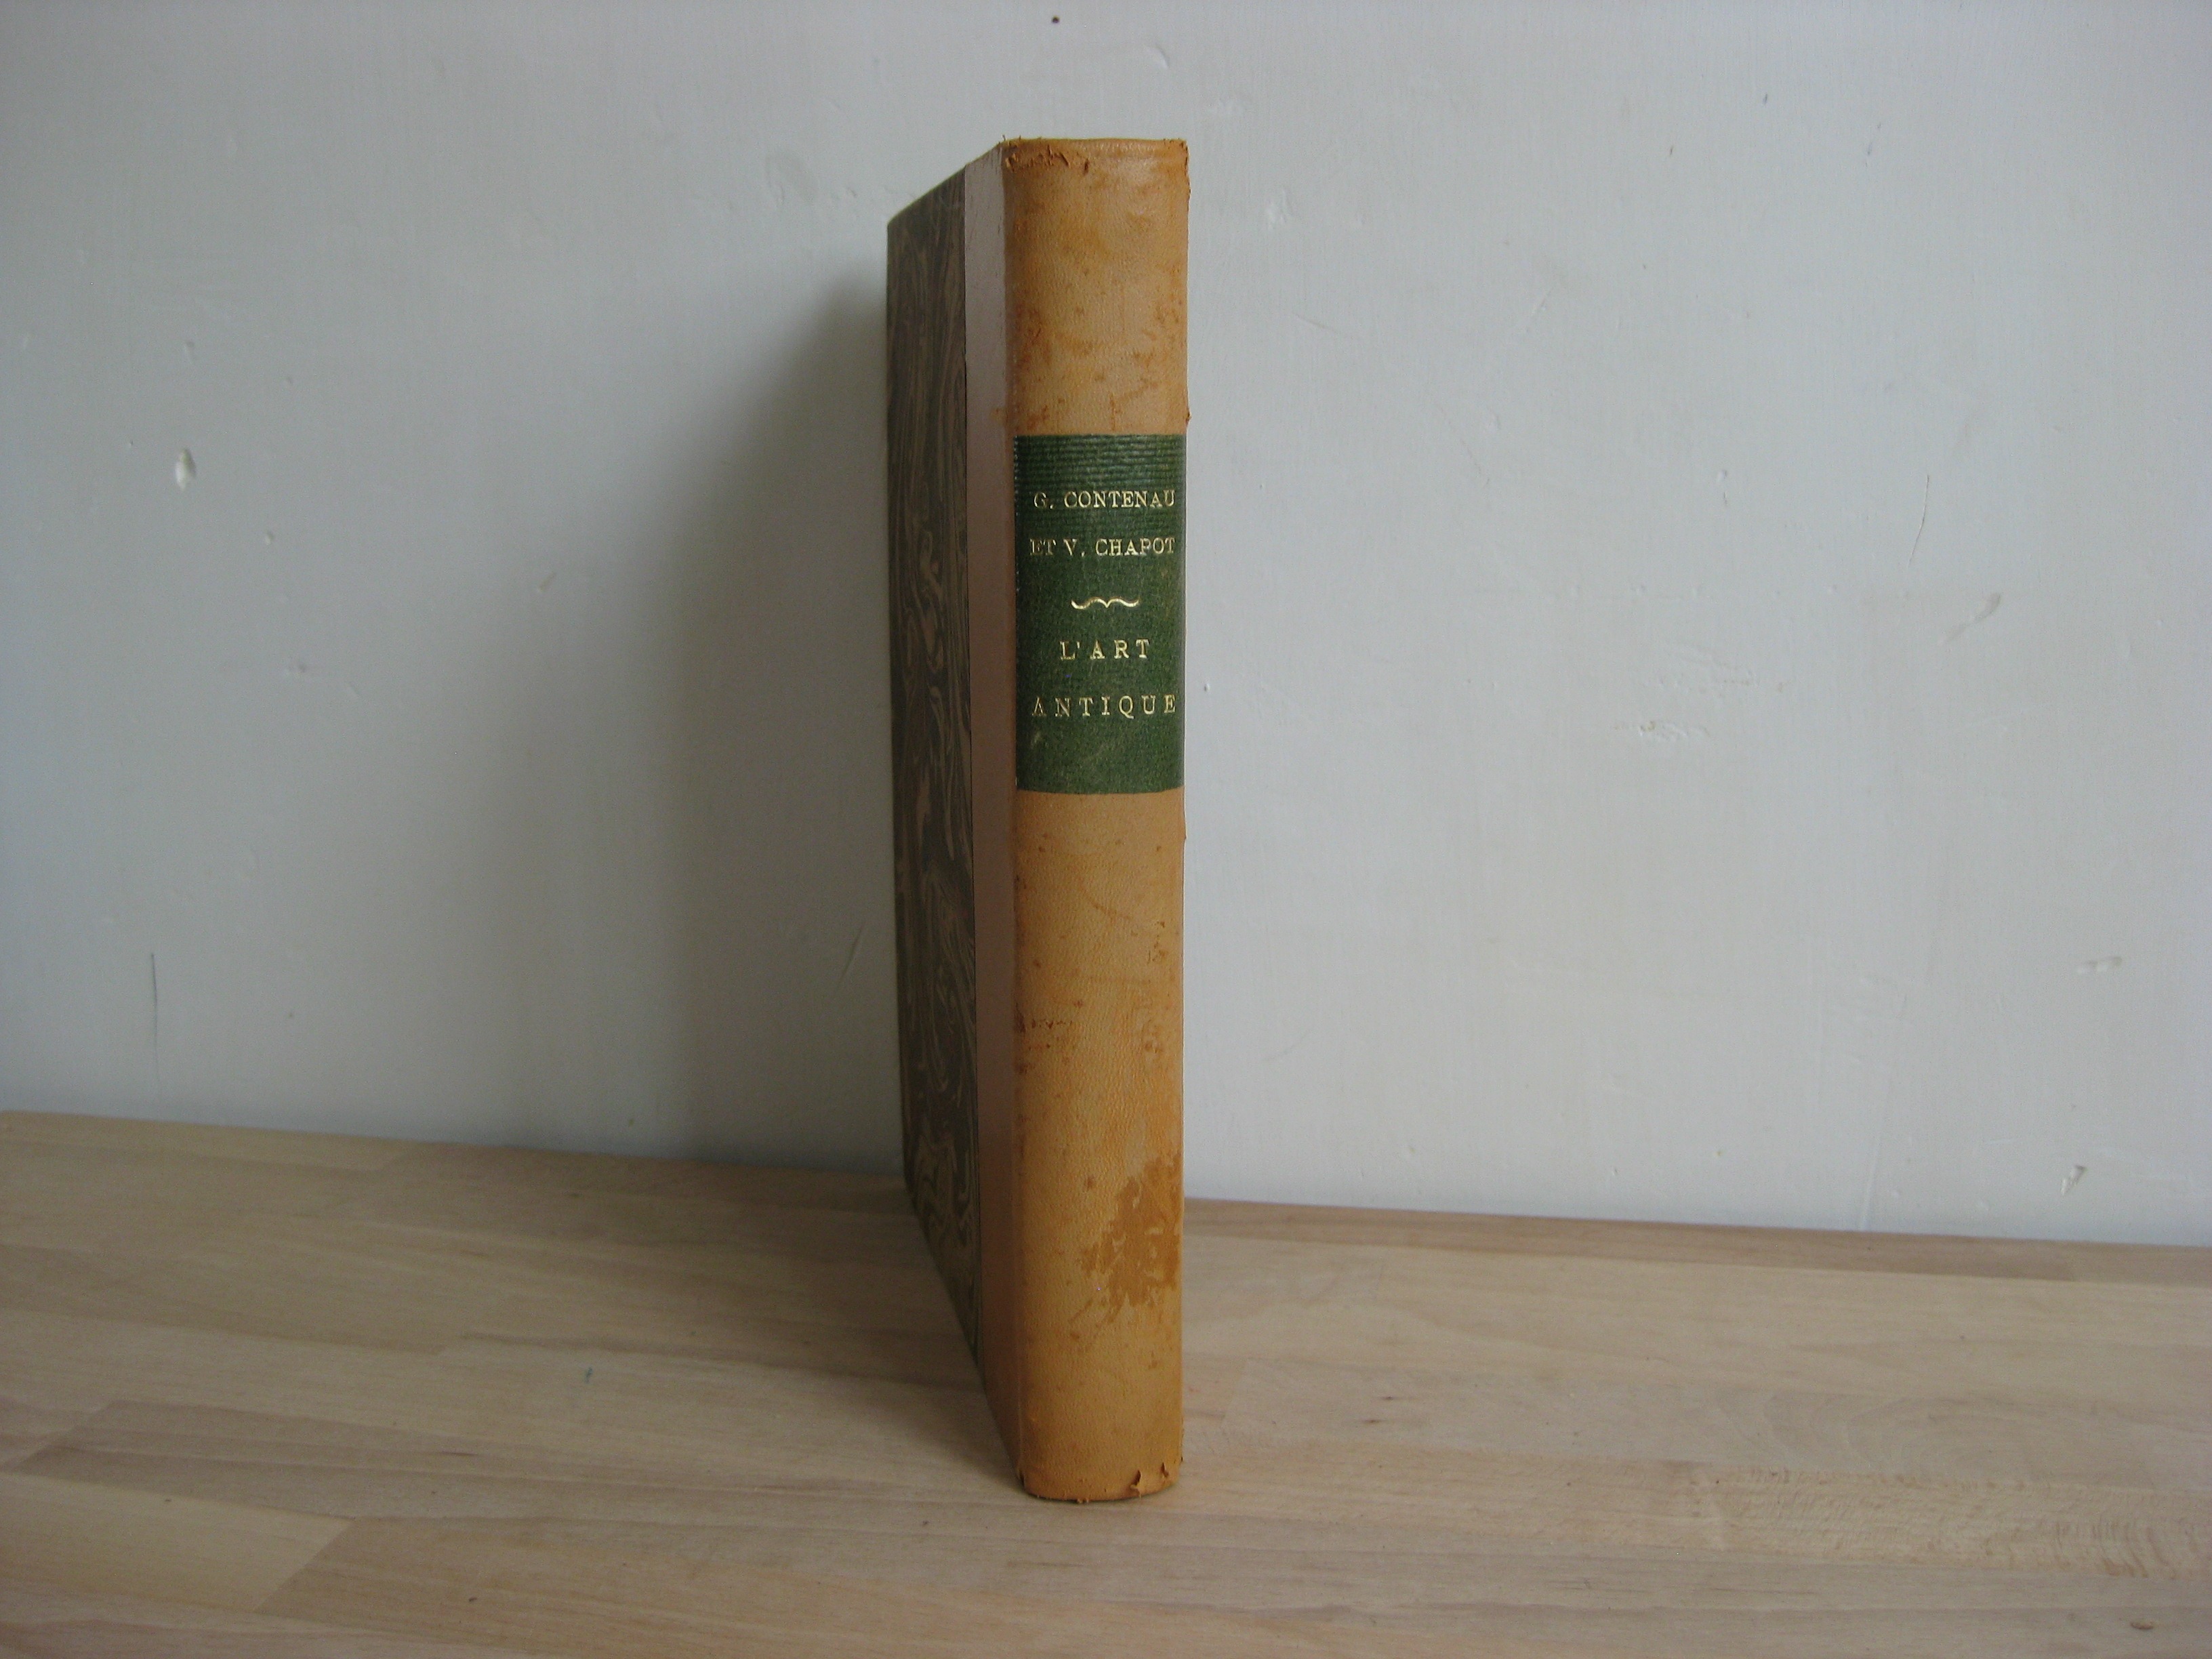 G. CONTENAU
ET V. CHAPOT
L'ART
ANTIQUE